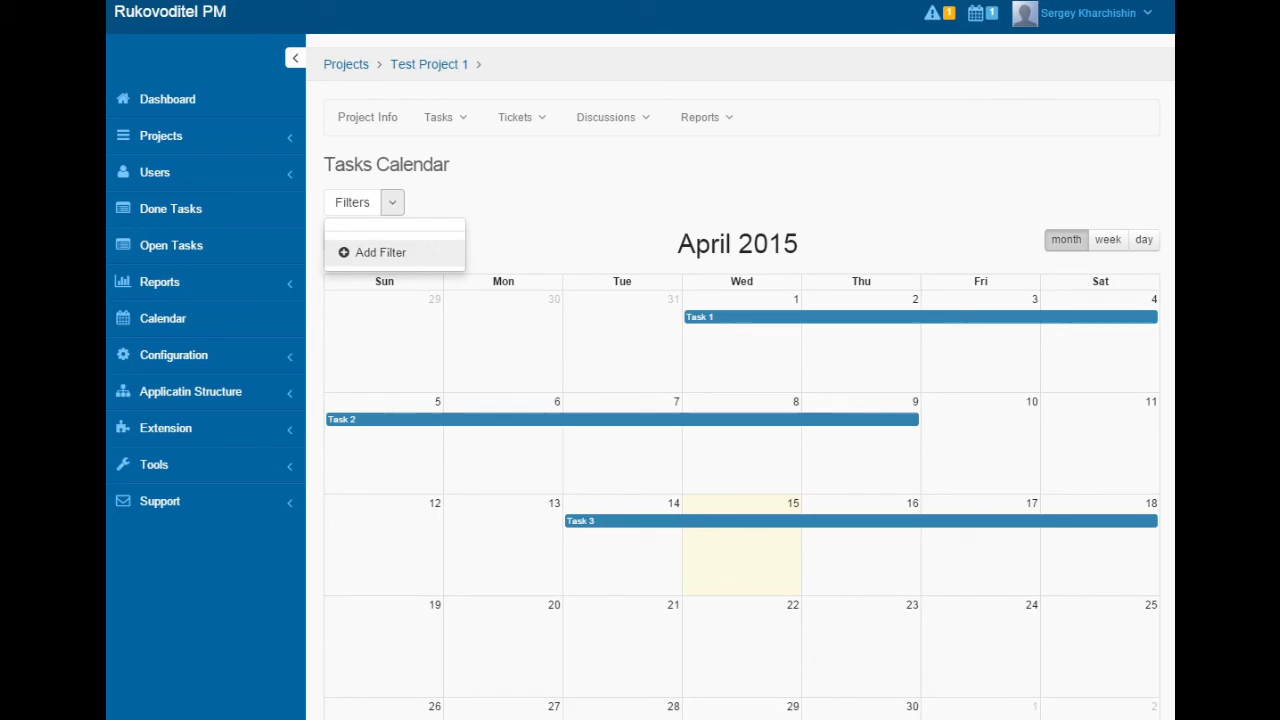 Rukovoditel PM
1 1 Sergey Kharchishin
Projects Test Project 1
Dashboard
Projects
Users
Done Tasks
Open Tasks
Reports
Calendar
Configuration
Applicatin Structure
Extension
Tools
Support
Project Info Tasks Tickets Discussions Reports
Tasks Calendar
Filters
Add Filter
April 2015
month week day
Sun Mon Tue Wed Thu Fri Sat
29 30 31 1 2 3 4
Task 1
5 6 7 8 9 10 11
Task 2
12 13 14 15 16 17 18
Task 3
19 20 21 22 23 24 25
26 27 28 29 30 1 2